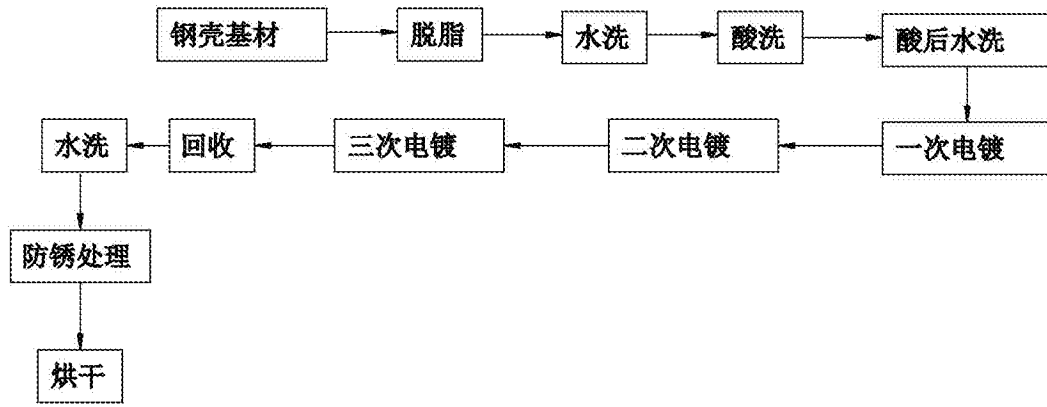 钢壳基材
脱脂
水洗
酸洗
酸后水洗
一次电镀
二次电镀
三次电镀
回收
水洗
防锈处理
烘干